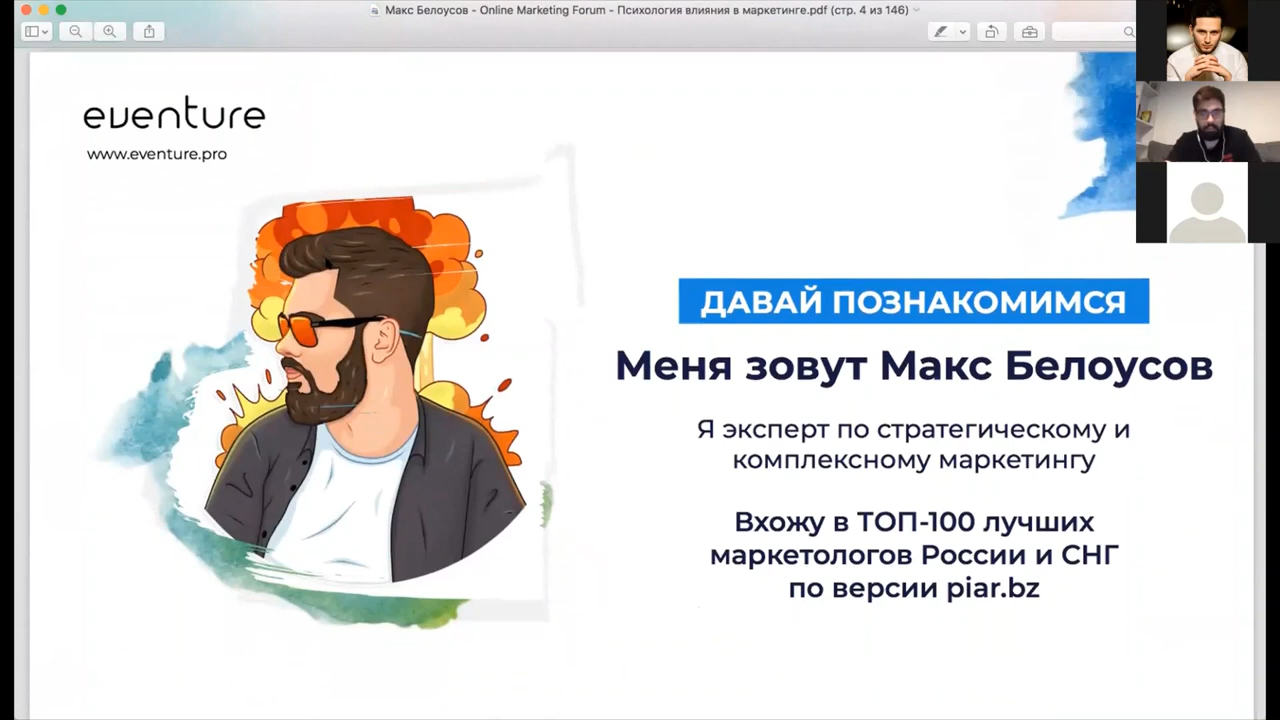 Макс Белоусов - Online Marketing Forum - Психология влияния в маркетинге.pdf (стр. 4 из 146)
eventure
www.eventure.pro
ДАВАЙ ПОЗНАКОМИМСЯ
Меня зовут Макс Белоусов
Я эксперт по стратегическому и
комплексному маркетингу
Вхожу в ТОП-100 лучших
маркетологов России и СНГ
по версии piar.bz